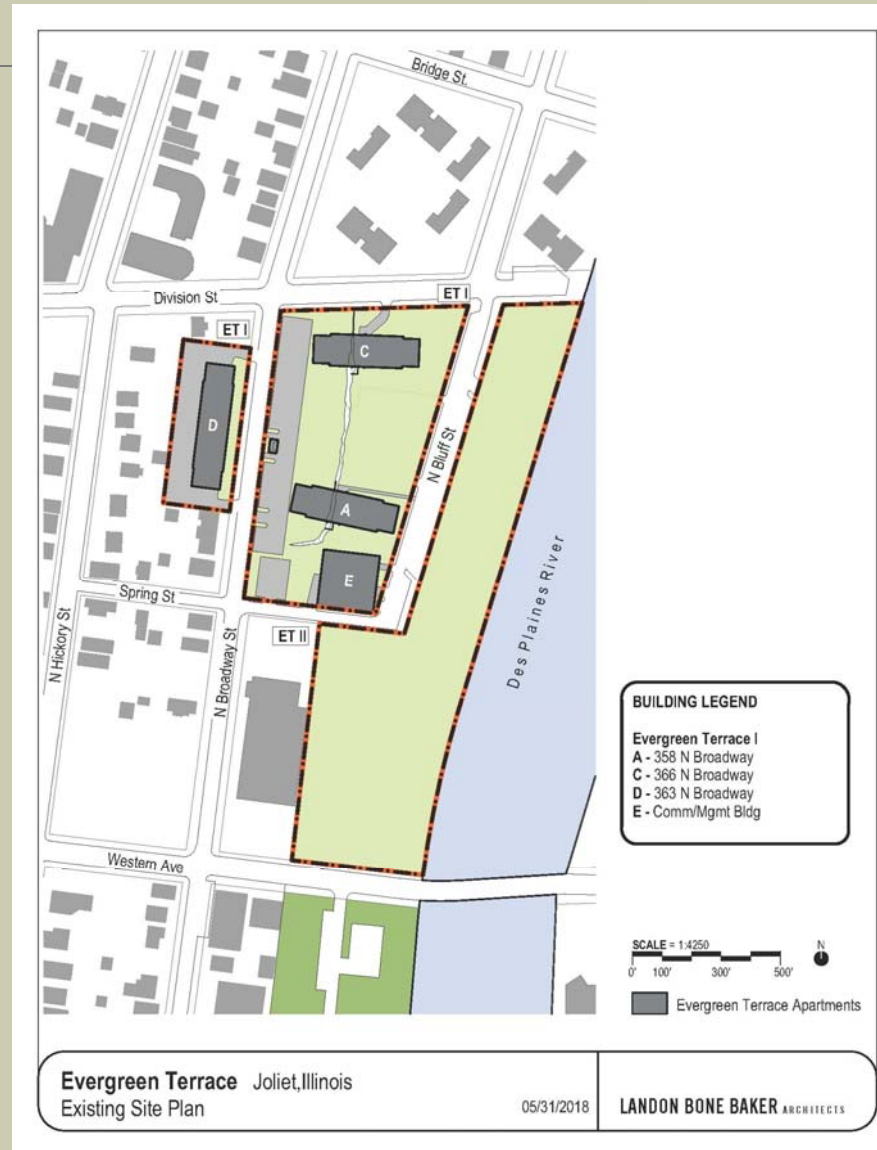 Bridge St.
Division St
ET I
ET I
C
D
N Bluff St
A
E
Des Plaines River
Spring St
ET II
N Hickory St
N Broadway St
Western Ave
BUILDING LEGEND
Evergreen Terrace I
A - 358 N Broadway
C - 366 N Broadway
D - 363 N Broadway
E - Comm/Mgmt Bldg
SCALE = 1:4250
N
0' 100' 300' 500'
Evergreen Terrace Apartments
Evergreen Terrace Joliet,Illinois
Existing Site Plan
05/31/2018
LANDON BONE BAKER ARCHITECTS